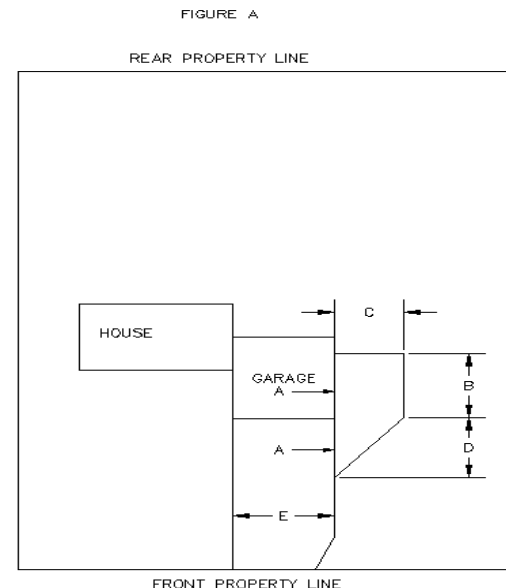 FIGURE A
REAR PROPERTY LINE
C
HOUSE
GARAGE
A
B
A
D
E
FRONT PROPERTY LINE